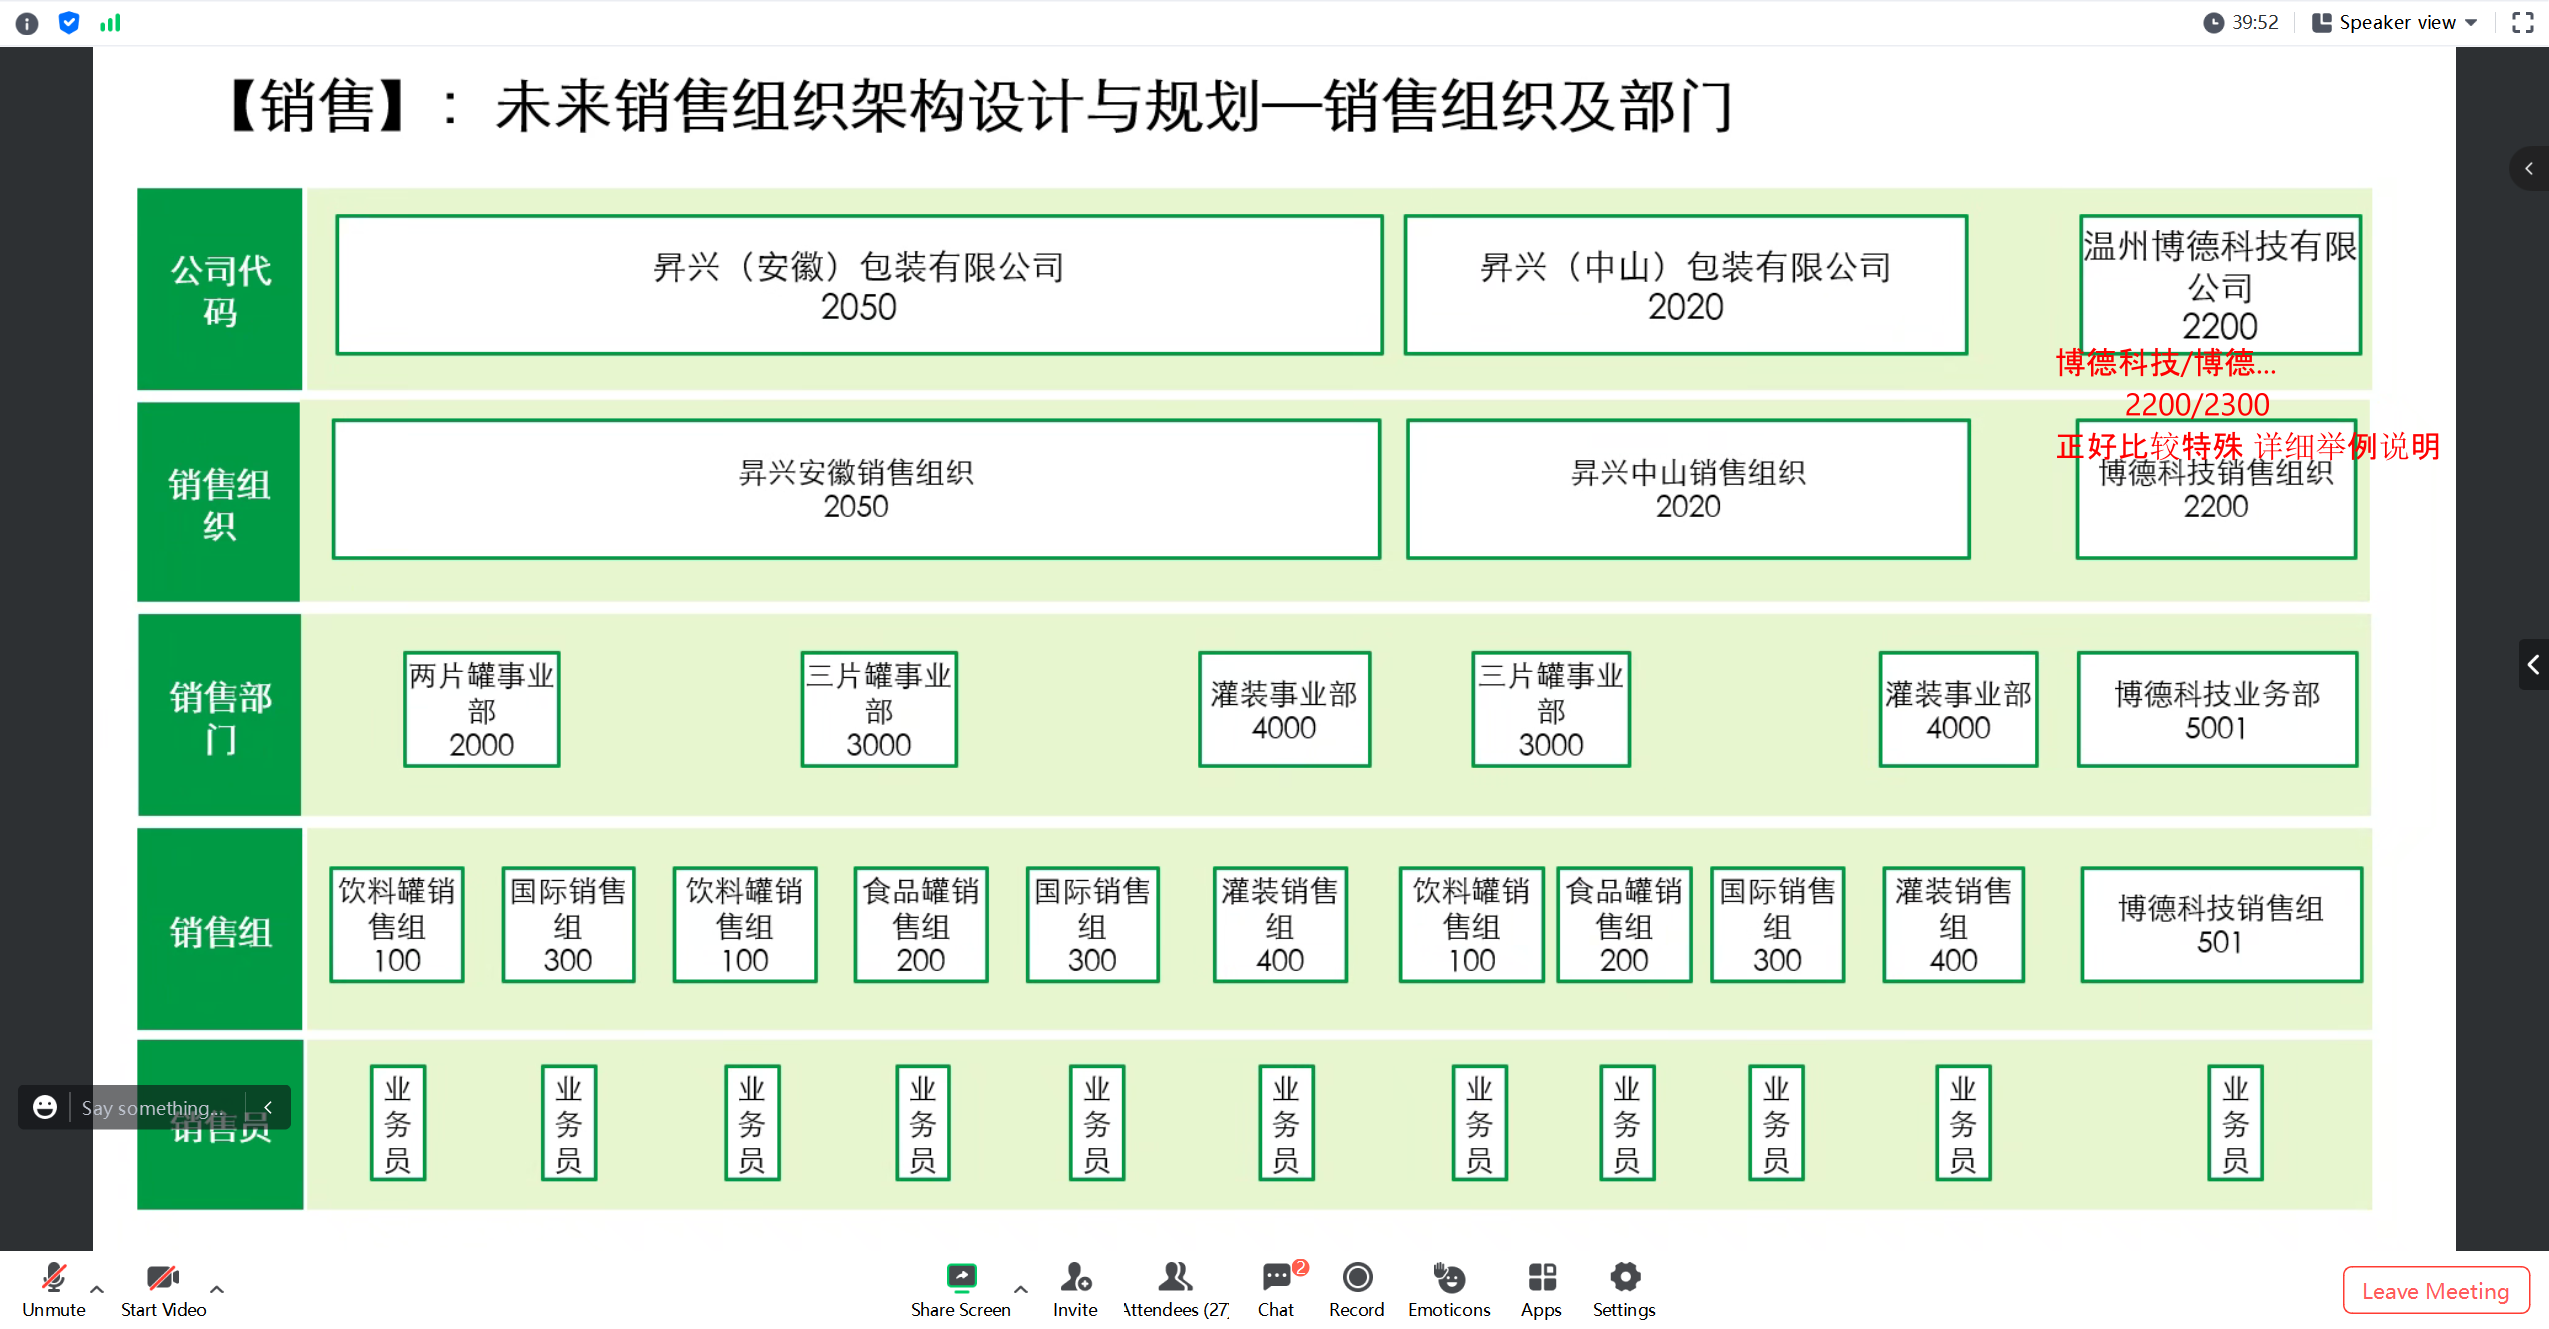 39:52
Speaker view
【销售】：未来销售组织架构设计与规划—销售组织及部门
公司代
码
昇兴（安徽）包装有限公司
2050
昇兴（中山）包装有限公司
2020
温州博德科技有限
公司
2200
博德科技/博德...
2200/2300
正好比较特殊 详细举例说明
销售组
织
昇兴安徽销售组织
2050
昇兴中山销售组织
2020
博德科技销售组织
2200
销售部
门
两片罐事业
部
2000
三片罐事业
部
3000
灌装事业部
4000
三片罐事业
部
3000
灌装事业部
4000
博德科技业务部
5001
销售组
饮料罐销
售组
100
国际销售
组
300
饮料罐销
售组
100
食品罐销
售组
200
国际销售
组
300
灌装销售
组
400
饮料罐销
售组
100
食品罐销
售组
200
国际销售
组
300
灌装销售
组
400
博德科技销售组
501
销售员
Say something...
业
务
员
业
务
员
业
务
员
业
务
员
业
务
员
业
务
员
业
务
员
业
务
员
业
务
员
业
务
员
业
务
员
Unmute
Start Video
Share Screen
Invite
Attendees (27)
Chat
2
Record
Emoticons
Apps
Settings
Leave Meeting